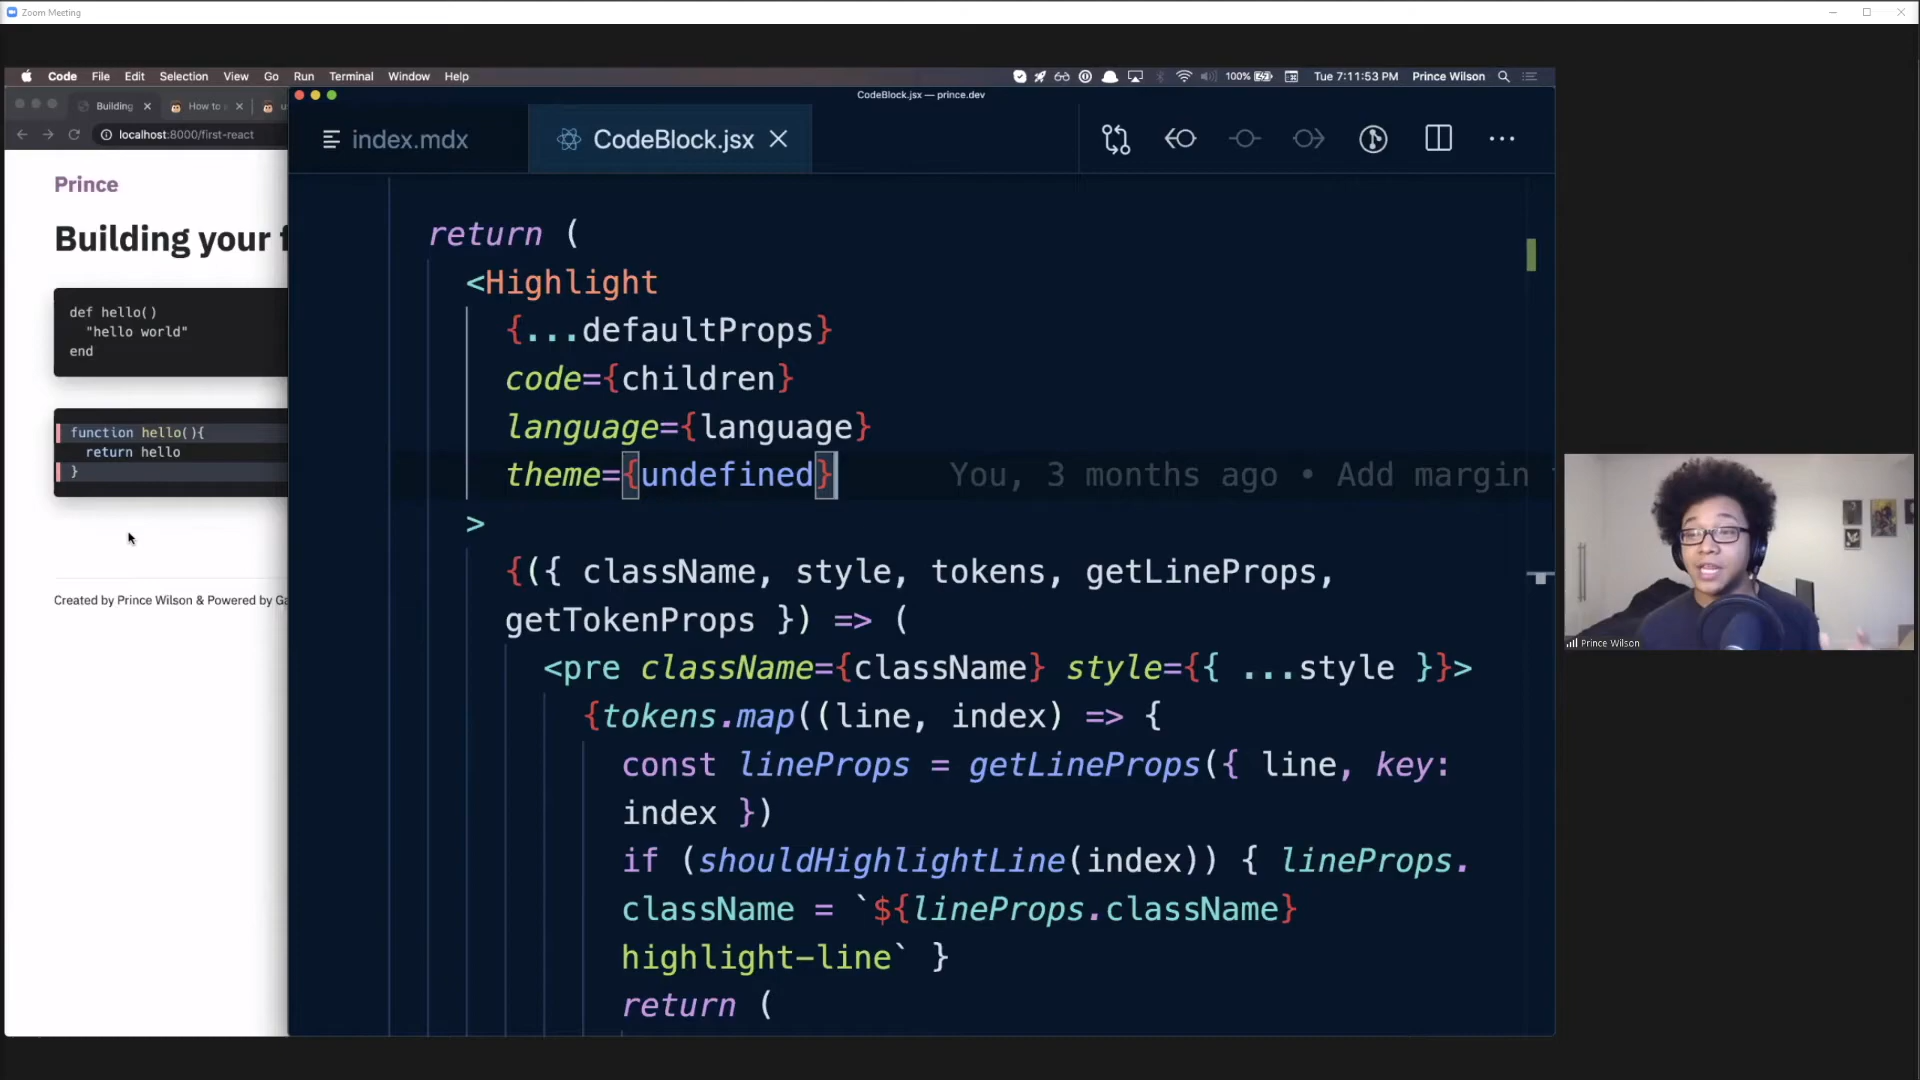 Zoom Meeting
Code File Edit Selection View Go Run Terminal Window Help
100%
Tue 7:11:53 PM Prince Wilson
Building
How to
localhost:8000/first-react
CodeBlock.jsx — prince.dev
index.mdx
CodeBlock.jsx
Prince
Building your f
def hello()
"hello world"
end
function hello(){
return hello
}
Created by Prince Wilson & Powered by Ga
return (
<Highlight
{...defaultProps}
code={children}
language={language}
theme={undefined}
You, 3 months ago • Add margin
>
{({ className, style, tokens, getLineProps,
getTokenProps }) => (
<pre className={className} style={{ ...style }}>
{tokens.map((line, index) => {
const lineProps = getLineProps({ line, key:
index })
if (shouldHighlightLine(index)) { lineProps.
className = `${lineProps.className}
highlight-line` }
return (
Prince Wilson